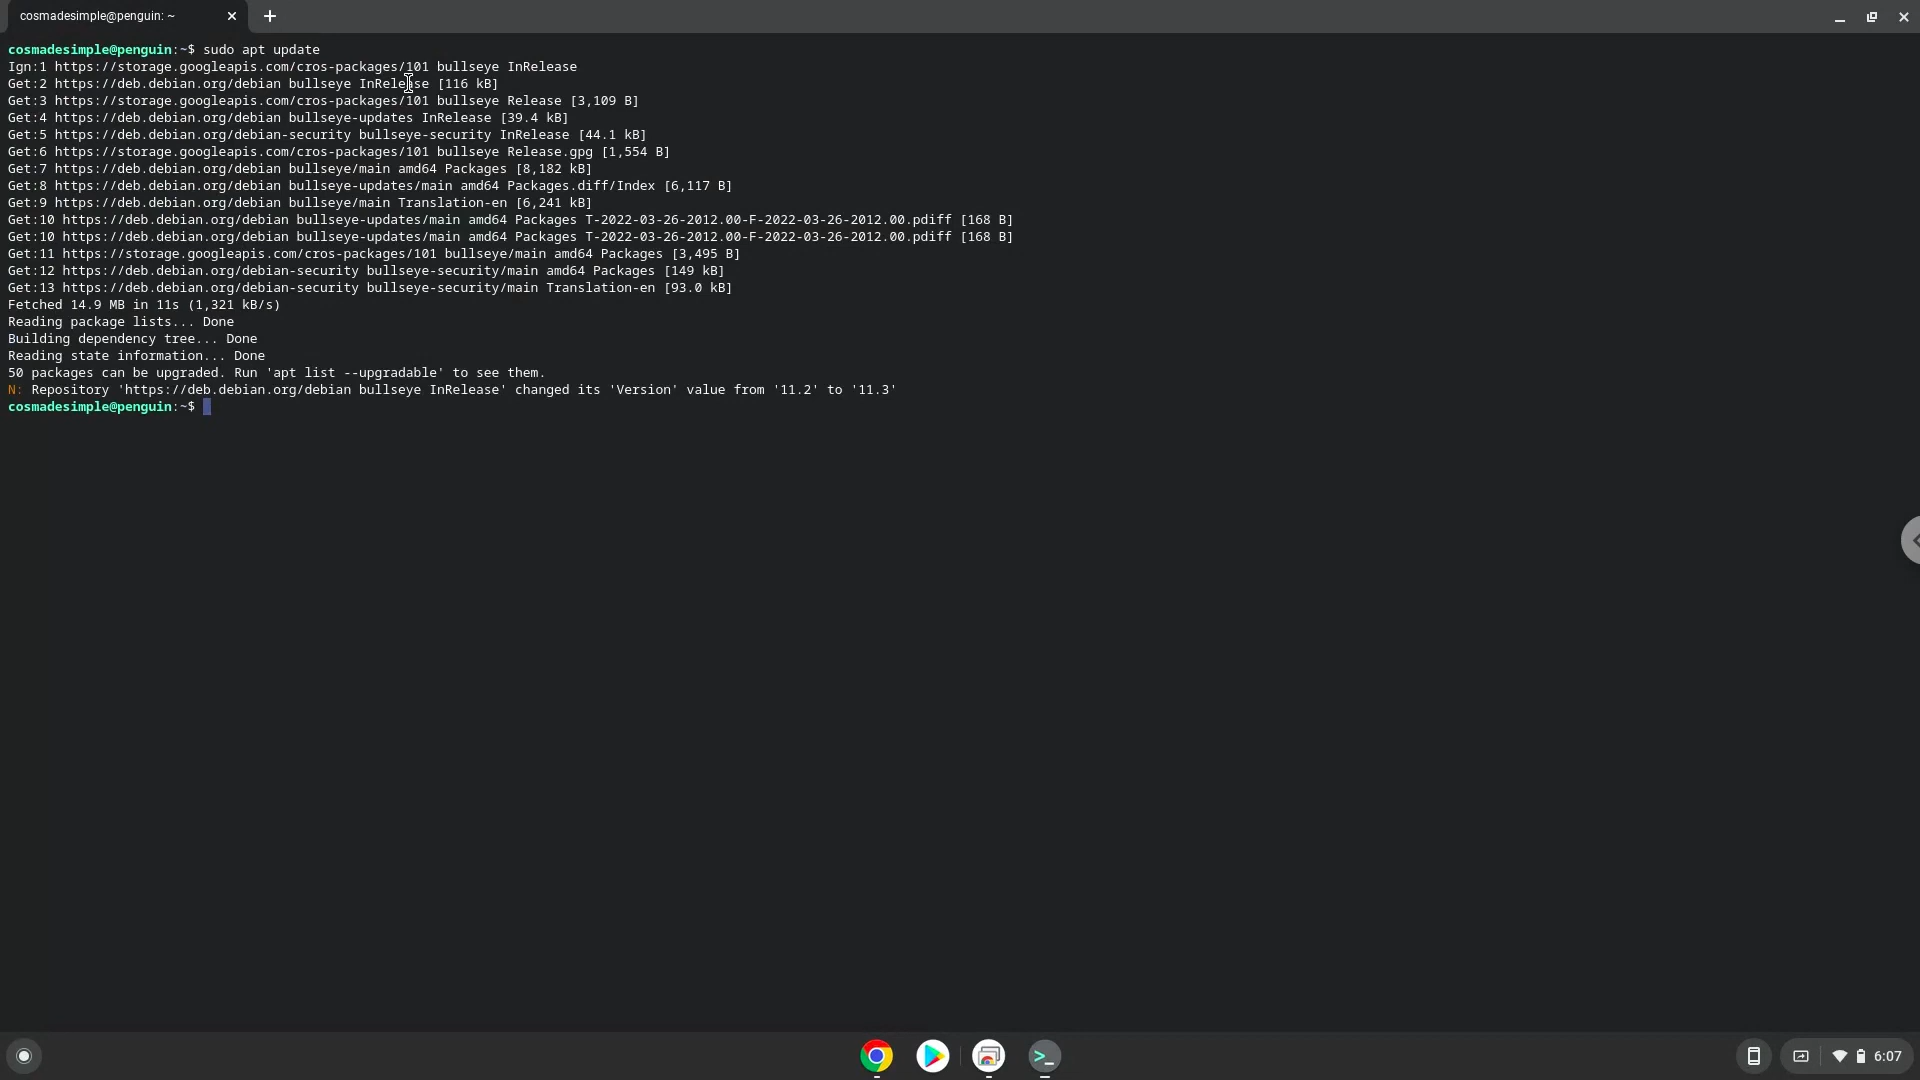 cosmadesimple@penguin: ~
cosmadesimple@penguin:~$ sudo apt update
Ign:1 https://storage.googleapis.com/cros-packages/101 bullseye InRelease
Get:2 https://deb.debian.org/debian bullseye InRelease [116 kB]
Get:3 https://storage.googleapis.com/cros-packages/101 bullseye Release [3,109 B]
Get:4 https://deb.debian.org/debian bullseye-updates InRelease [39.4 kB]
Get:5 https://deb.debian.org/debian-security bullseye-security InRelease [44.1 kB]
Get:6 https://storage.googleapis.com/cros-packages/101 bullseye Release.gpg [1,554 B]
Get:7 https://deb.debian.org/debian bullseye/main amd64 Packages [8,182 kB]
Get:8 https://deb.debian.org/debian bullseye-updates/main amd64 Packages.diff/Index [6,117 B]
Get:9 https://deb.debian.org/debian bullseye/main Translation-en [6,241 kB]
Get:10 https://deb.debian.org/debian bullseye-updates/main amd64 Packages T-2022-03-26-2012.00-F-2022-03-26-2012.00.pdiff [168 B]
Get:10 https://deb.debian.org/debian bullseye-updates/main amd64 Packages T-2022-03-26-2012.00-F-2022-03-26-2012.00.pdiff [168 B]
Get:11 https://storage.googleapis.com/cros-packages/101 bullseye/main amd64 Packages [3,495 B]
Get:12 https://deb.debian.org/debian-security bullseye-security/main amd64 Packages [149 kB]
Get:13 https://deb.debian.org/debian-security bullseye-security/main Translation-en [93.0 kB]
Fetched 14.9 MB in 11s (1,321 kB/s)
Reading package lists... Done
Building dependency tree... Done
Reading state information... Done
50 packages can be upgraded. Run 'apt list --upgradable' to see them.
N: Repository 'https://deb.debian.org/debian bullseye InRelease' changed its 'Version' value from '11.2' to '11.3'
cosmadesimple@penguin:~$
6:07